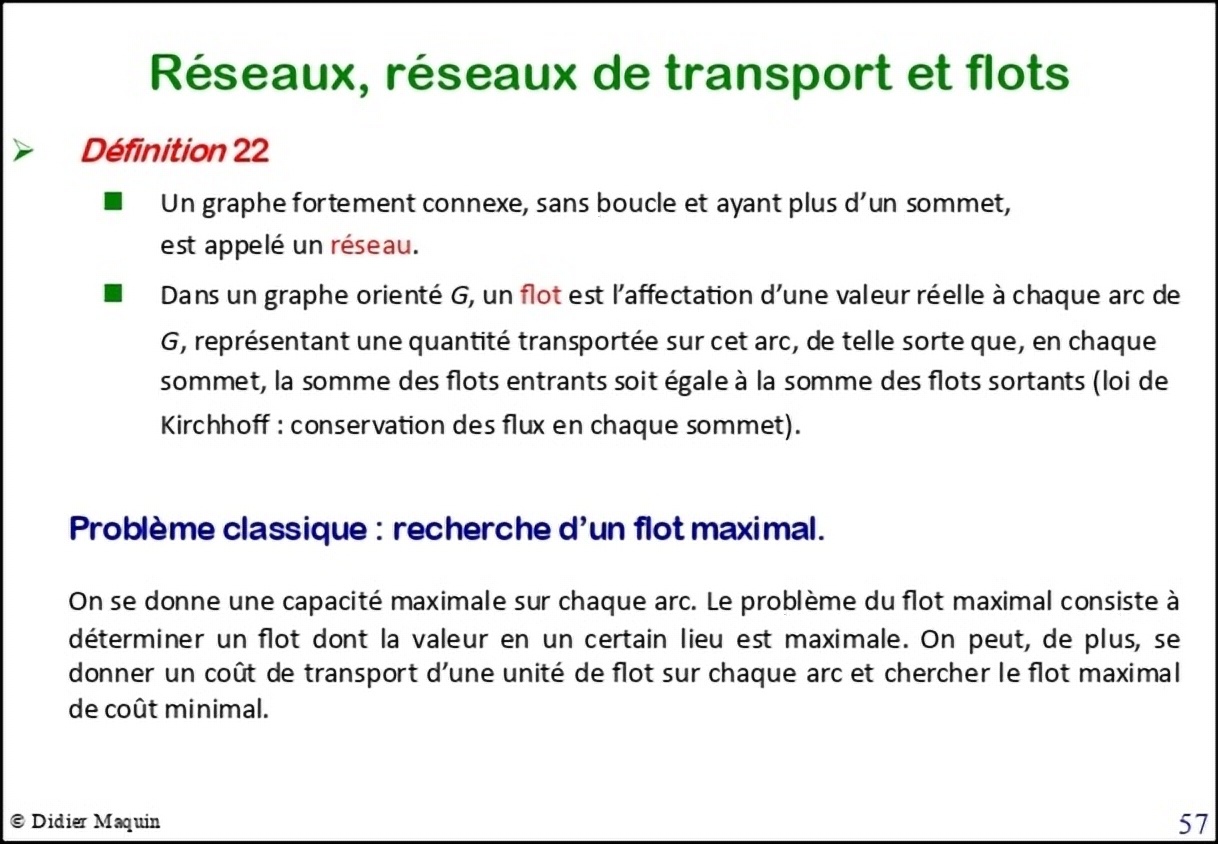 Réseaux, réseaux de transport et flots
Définition 22
Un graphe fortement connexe, sans boucle et ayant plus d’un sommet,
est appelé un réseau.
Dans un graphe orienté G, un flot est l’affectation d’une valeur réelle à chaque arc de
G, représentant une quantité transportée sur cet arc, de telle sorte que, en chaque
sommet, la somme des flots entrants soit égale à la somme des flots sortants (loi de
Kirchhoff : conservation des flux en chaque sommet).
Problème classique : recherche d’un flot maximal.
On se donne une capacité maximale sur chaque arc. Le problème du flot maximal consiste à
déterminer un flot dont la valeur en un certain lieu est maximale. On peut, de plus, se
donner un coût de transport d’une unité de flot sur chaque arc et chercher le flot maximal
de coût minimal.
© Didier Maquin
57